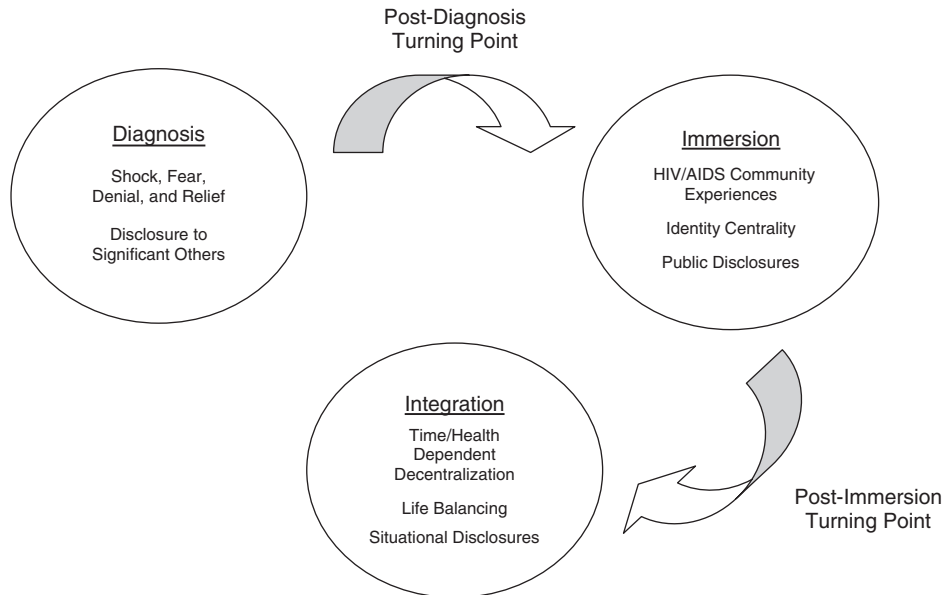 Post-Diagnosis
Turning Point
Diagnosis
Shock, Fear,
Denial, and Relief
Disclosure to
Significant Others
Immersion
HIV/AIDS Community
Experiences
Identity Centrality
Public Disclosures
Post-Immersion
Turning Point
Integration
Time/Health
Dependent
Decentralization
Life Balancing
Situational Disclosures